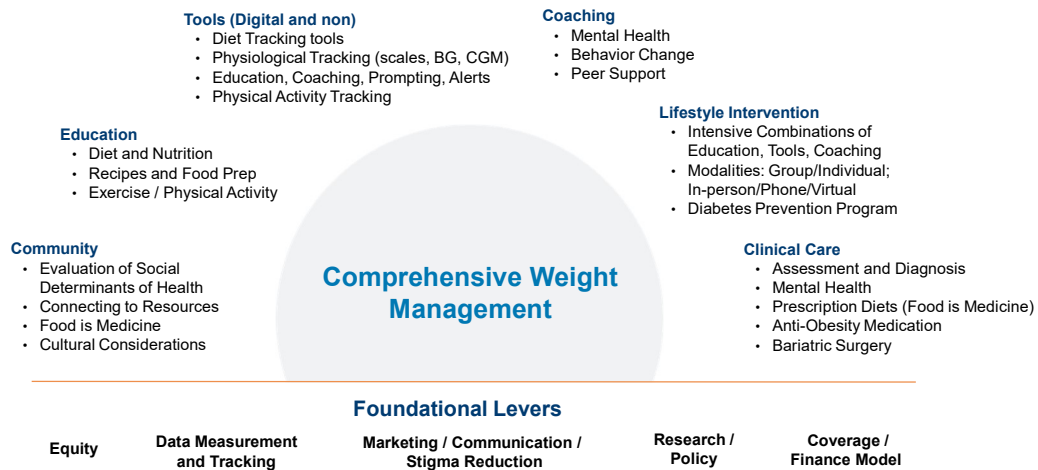 Tools (Digital and non)
• Diet Tracking tools
• Physiological Tracking (scales, BG, CGM)
• Education, Coaching, Prompting, Alerts
• Physical Activity Tracking
Coaching
• Mental Health
• Behavior Change
• Peer Support
Education
• Diet and Nutrition
• Recipes and Food Prep
• Exercise / Physical Activity
Lifestyle Intervention
• Intensive Combinations of
Education, Tools, Coaching
• Modalities: Group/Individual;
In-person/Phone/Virtual
• Diabetes Prevention Program
Community
• Evaluation of Social
Determinants of Health
• Connecting to Resources
• Food is Medicine
• Cultural Considerations
Comprehensive Weight
Management
Clinical Care
• Assessment and Diagnosis
• Mental Health
• Prescription Diets (Food is Medicine)
• Anti-Obesity Medication
• Bariatric Surgery
Foundational Levers
Equity
Data Measurement
and Tracking
Marketing / Communication /
Stigma Reduction
Research /
Policy
Coverage /
Finance Model